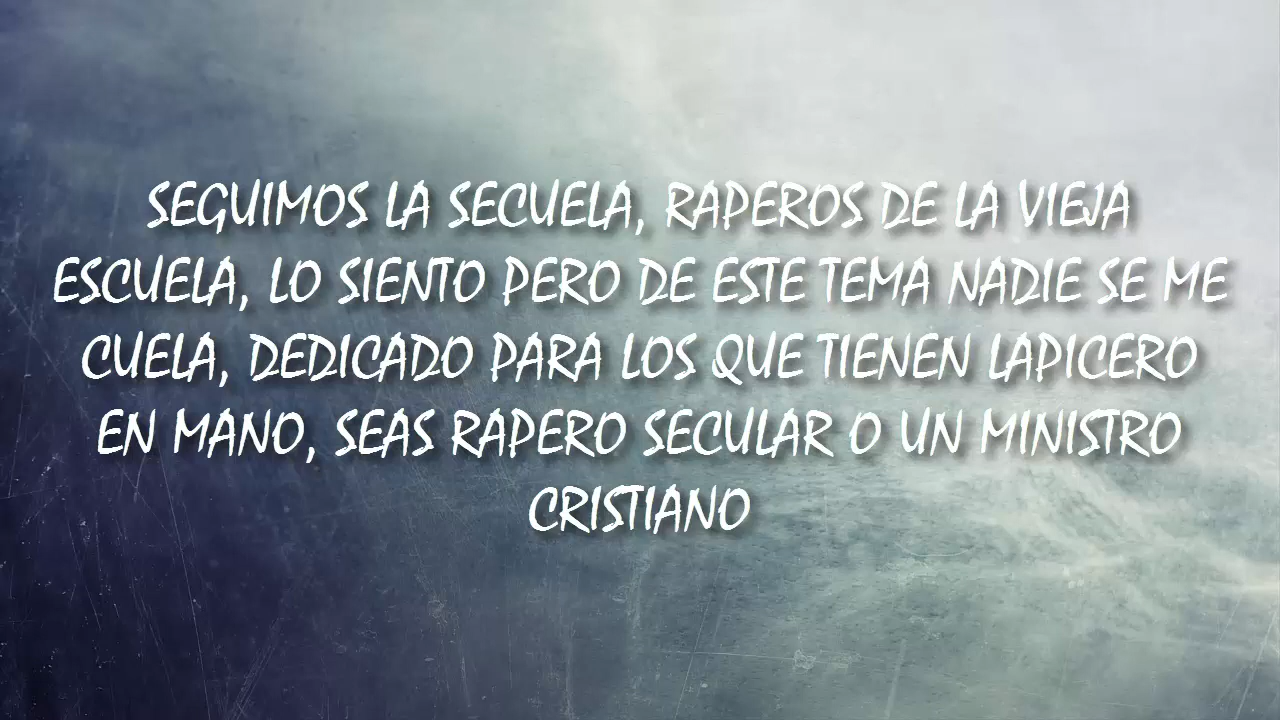 SEGUIMOS LA SECUELA, RAPEROS DE LA VIEJA
ESCUELA, LO SIENTO PERO DE ESTE TEMA NADIE SE ME
CUELA, DEDICADO PARA LOS QUE TIENEN LAPICERO
EN MANO, SEAS RAPERO SECULAR O UN MINISTRO
CRISTIANO